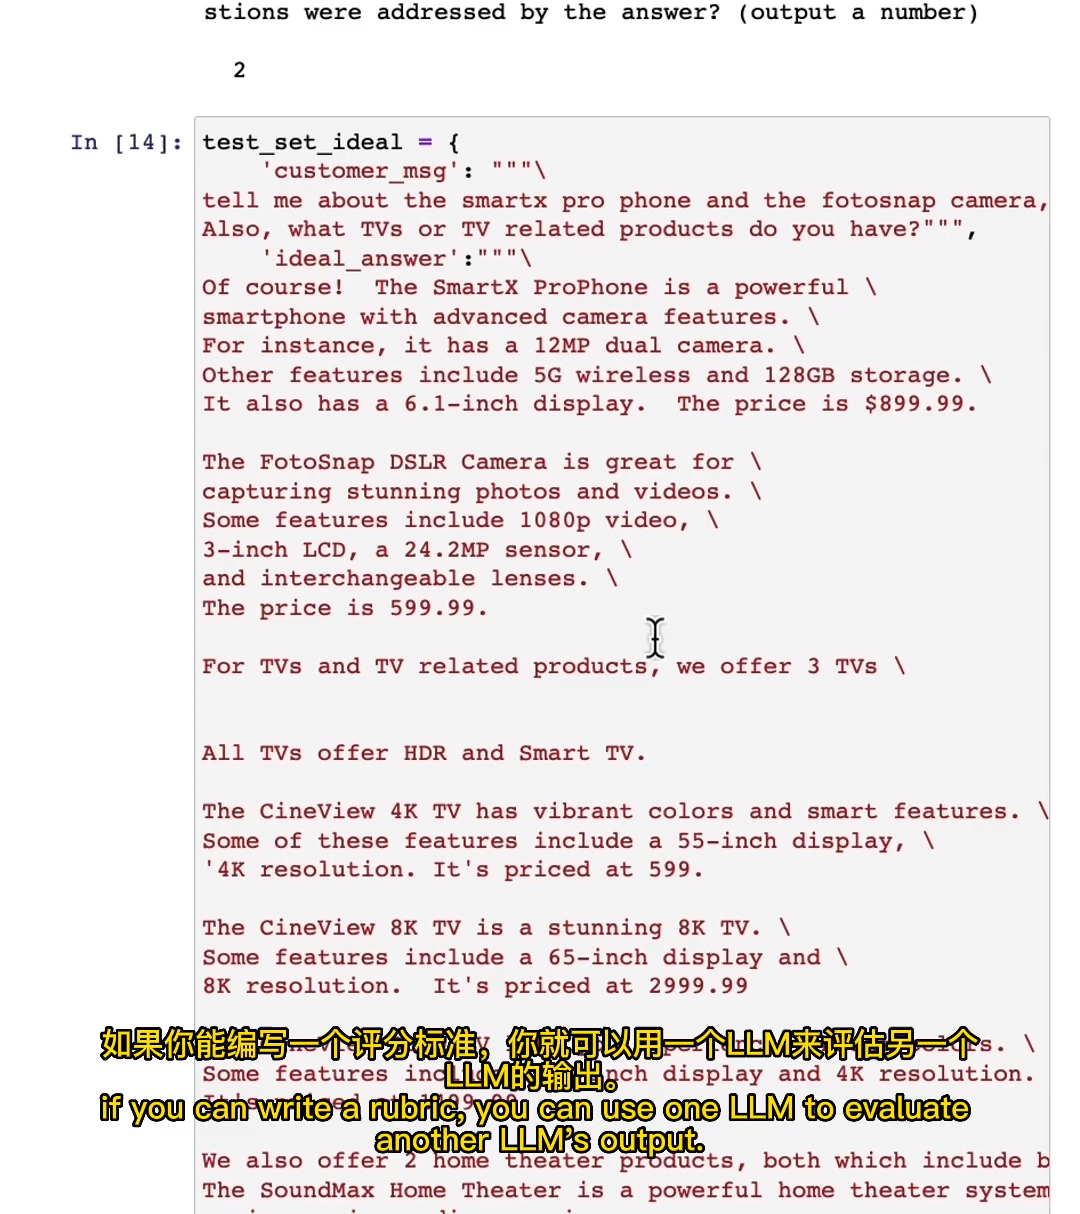 stions were addressed by the answer? (output a number)
2
In [14]: test_set_ideal = {
'customer_msg': """\
tell me about the smartx pro phone and the fotosnap camera,
Also, what TVs or TV related products do you have?""",
'ideal_answer':"""\
Of course!  The SmartX ProPhone is a powerful \
smartphone with advanced camera features. \
For instance, it has a 12MP dual camera. \
Other features include 5G wireless and 128GB storage. \
It also has a 6.1-inch display.  The price is $899.99.
The FotoSnap DSLR Camera is great for \
capturing stunning photos and videos. \
Some features include 1080p video, \
3-inch LCD, a 24.2MP sensor, \
and interchangeable lenses. \
The price is 599.99.
For TVs and TV related products, we offer 3 TVs \
All TVs offer HDR and Smart TV.
The CineView 4K TV has vibrant colors and smart features. \
Some of these features include a 55-inch display, \
'4K resolution. It's priced at 599.
The CineView 8K TV is a stunning 8K TV. \
Some features include a 65-inch display and \
8K resolution.  It's priced at 2999.99
如果你能编写一个评分标准，你就可以用一个LLM来评估另一个
s. \
LLM的输出。
Some features inc nch display and 4K resolution.
if you can write a rubric, you can use one LLM to evaluate
another LLM's output.
We also offer 2 home theater products, both which include b
The SoundMax Home Theater is a powerful home theater system